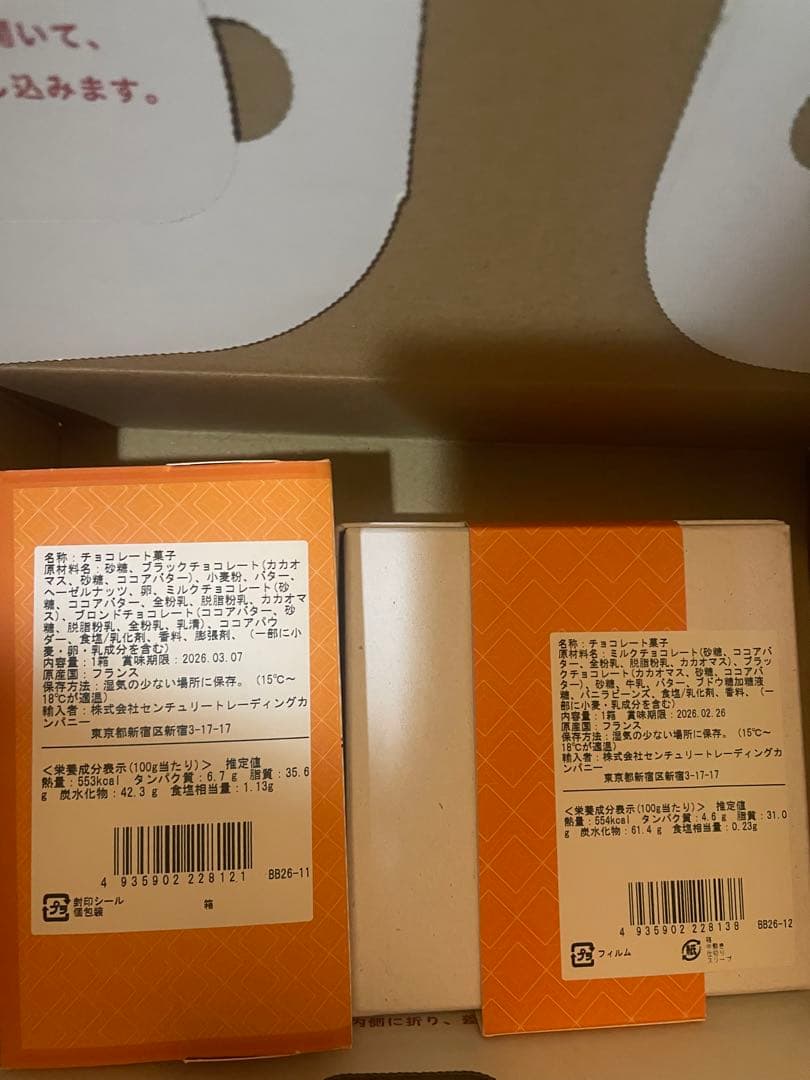 開いて、
し込みます。
名称：チョコレート菓子
原材料名：砂糖、ブラックチョコレート(カカオ
マス、砂糖、ココアバター)、小麦粉、バター、
ヘーゼルナッツ、卵、ミルクチョコレート(砂
糖、ココアバター、全粉乳、脱脂粉乳、カカオマ
ス)、ブロンドチョコレート(ココアバター、砂
糖、脱脂粉乳、全粉乳、乳清)、ココアパウ
ダー、食塩/乳化剤、香料、膨張剤、(一部に小
麦・卵・乳成分を含む)
内容量：1箱　賞味期限：2026.03.07
原産国：フランス
保存方法：湿気の少ない場所に保存。(15℃～
18℃が適温)
輸入者：株式会社センチュリートレーディングカ
ンパニー
東京都新宿区新宿3-17-17
<栄養成分表示(100g当たり)>　推定値
熱量：553kcal　タンパク質：6.7 g　脂質：35.6
g　炭水化物：42.3 g　食塩相当量：1.13g
4 935902 228121
BB26-11
プラ
封印シール
個包装
箱
名称：チョコレート菓子
原材料名：ミルクチョコレート(砂糖、ココアバ
ター、全粉乳、脱脂粉乳、カカオマス)、ブラッ
クチョコレート(カカオマス、砂糖、ココアバ
ター)、砂糖、牛乳、バター、ブドウ糖加糖液
糖、バニラビーンズ、食塩/乳化剤、香料、(一
部に小麦・乳成分を含む)
内容量：1箱　賞味期限：2026.02.26
原産国：フランス
保存方法：湿気の少ない場所に保存。(15℃～
18℃が適温)
輸入者：株式会社センチュリートレーディングカ
ンパニー
東京都新宿区新宿3-17-17
<栄養成分表示(100g当たり)>　推定値
熱量：554kcal　タンパク質：4.6 g　脂質：31.0
g　炭水化物：61.4 g　食塩相当量：0.23g
4 935902 228138
BB26-12
プラ
フィルム
紙
箱
中敷き
仕切り
スリーブ
内側に折り、